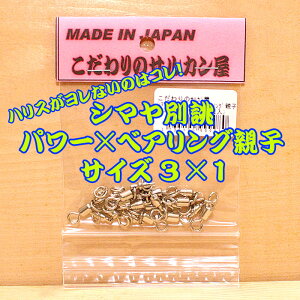 MADE IN JAPAN
こだわりのサルカン屋
ハリスがヨレないのはコレ!
シマヤ別誂
パワー×ベアリング親子
サイズ3×1